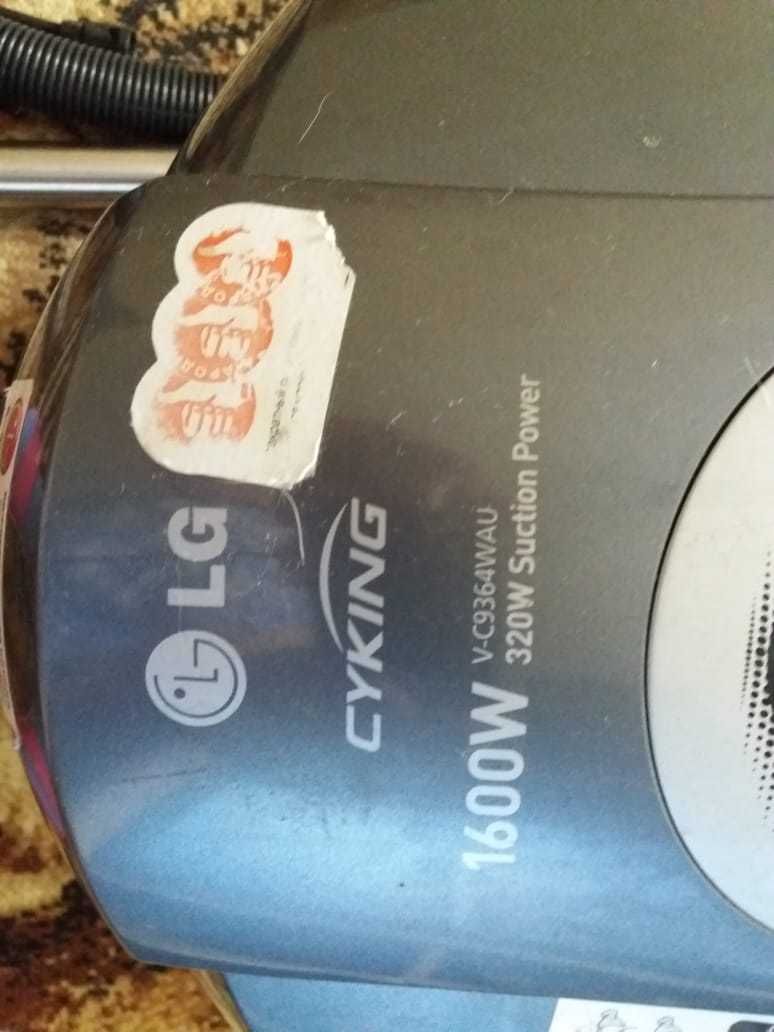 LG
CYKING
1600W
V-C9364WAU
320W Suction Power